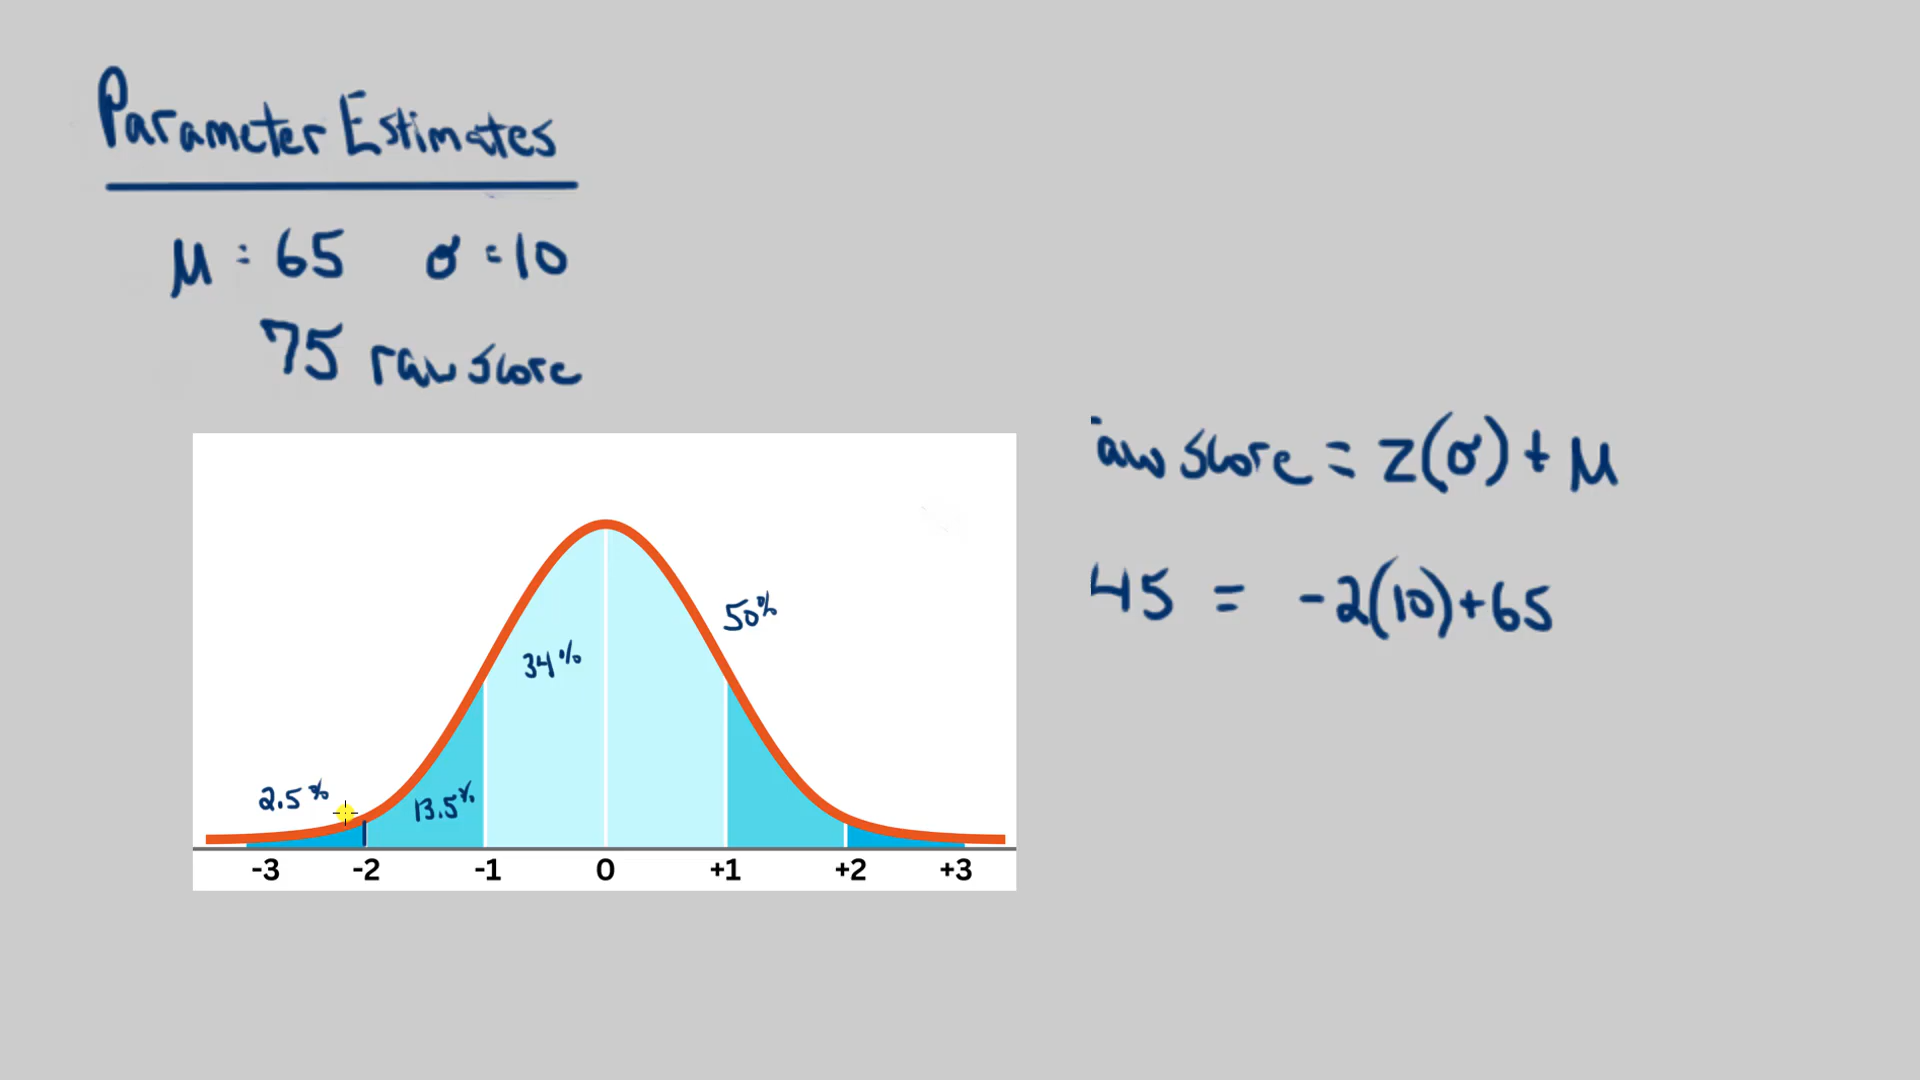 Parameter Estimates
μ = 65 σ = 10
75 raw score
aw score = z(σ) + μ
45 = -2(10)+65
50%
34%
2.5% 13.5%
-3 -2 -1 0 +1 +2 +3